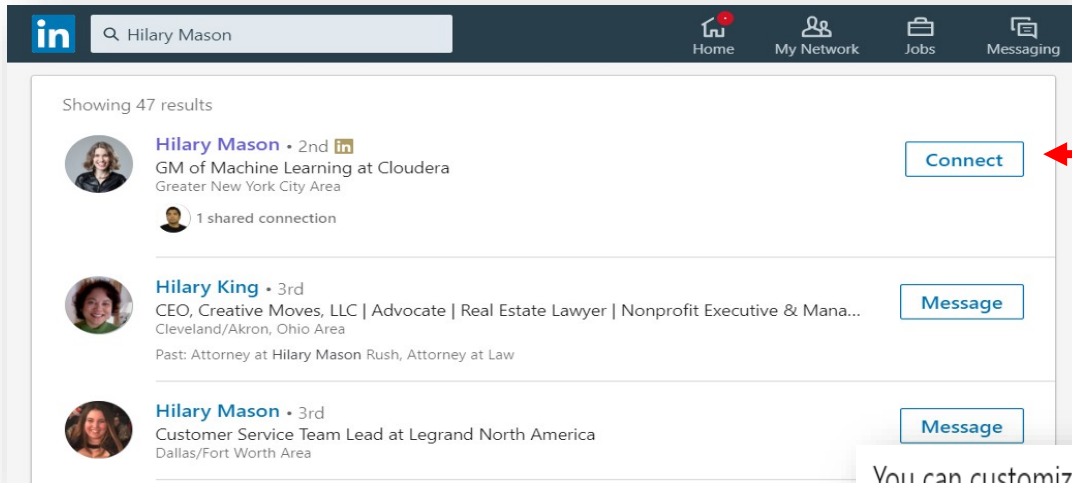 in
Hilary Mason
Home
My Network
Jobs
Messaging
Showing 47 results
Hilary Mason • 2nd in
GM of Machine Learning at Cloudera
Greater New York City Area
1 shared connection
Connect
Hilary King • 3rd
CEO, Creative Moves, LLC | Advocate | Real Estate Lawyer | Nonprofit Executive & Mana...
Cleveland/Akron, Ohio Area
Past: Attorney at Hilary Mason Rush, Attorney at Law
Message
Hilary Mason • 3rd
Customer Service Team Lead at Legrand North America
Dallas/Fort Worth Area
Message
You can customiz